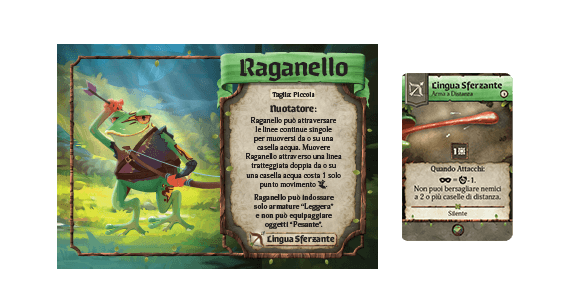 Raganello
Taglia: Piccola
Nuotatore:
Raganello può attraversare
le linee continue singole
per muoversi da o su una
casella acqua. Muovere
Raganello attraverso una linea
tratteggiata doppia da o su
una casella acqua costa 1 solo
punto movimento
Raganello può indossare
solo armature "Leggera"
e non può equipaggiare
oggetti "Pesante".
Lingua Sferzante
Lingua Sferzante
Arma a Distanza
1
Quando Attacchi:
= -1.
Non puoi bersagliare nemici
a 2 o più caselle di distanza.
Silente